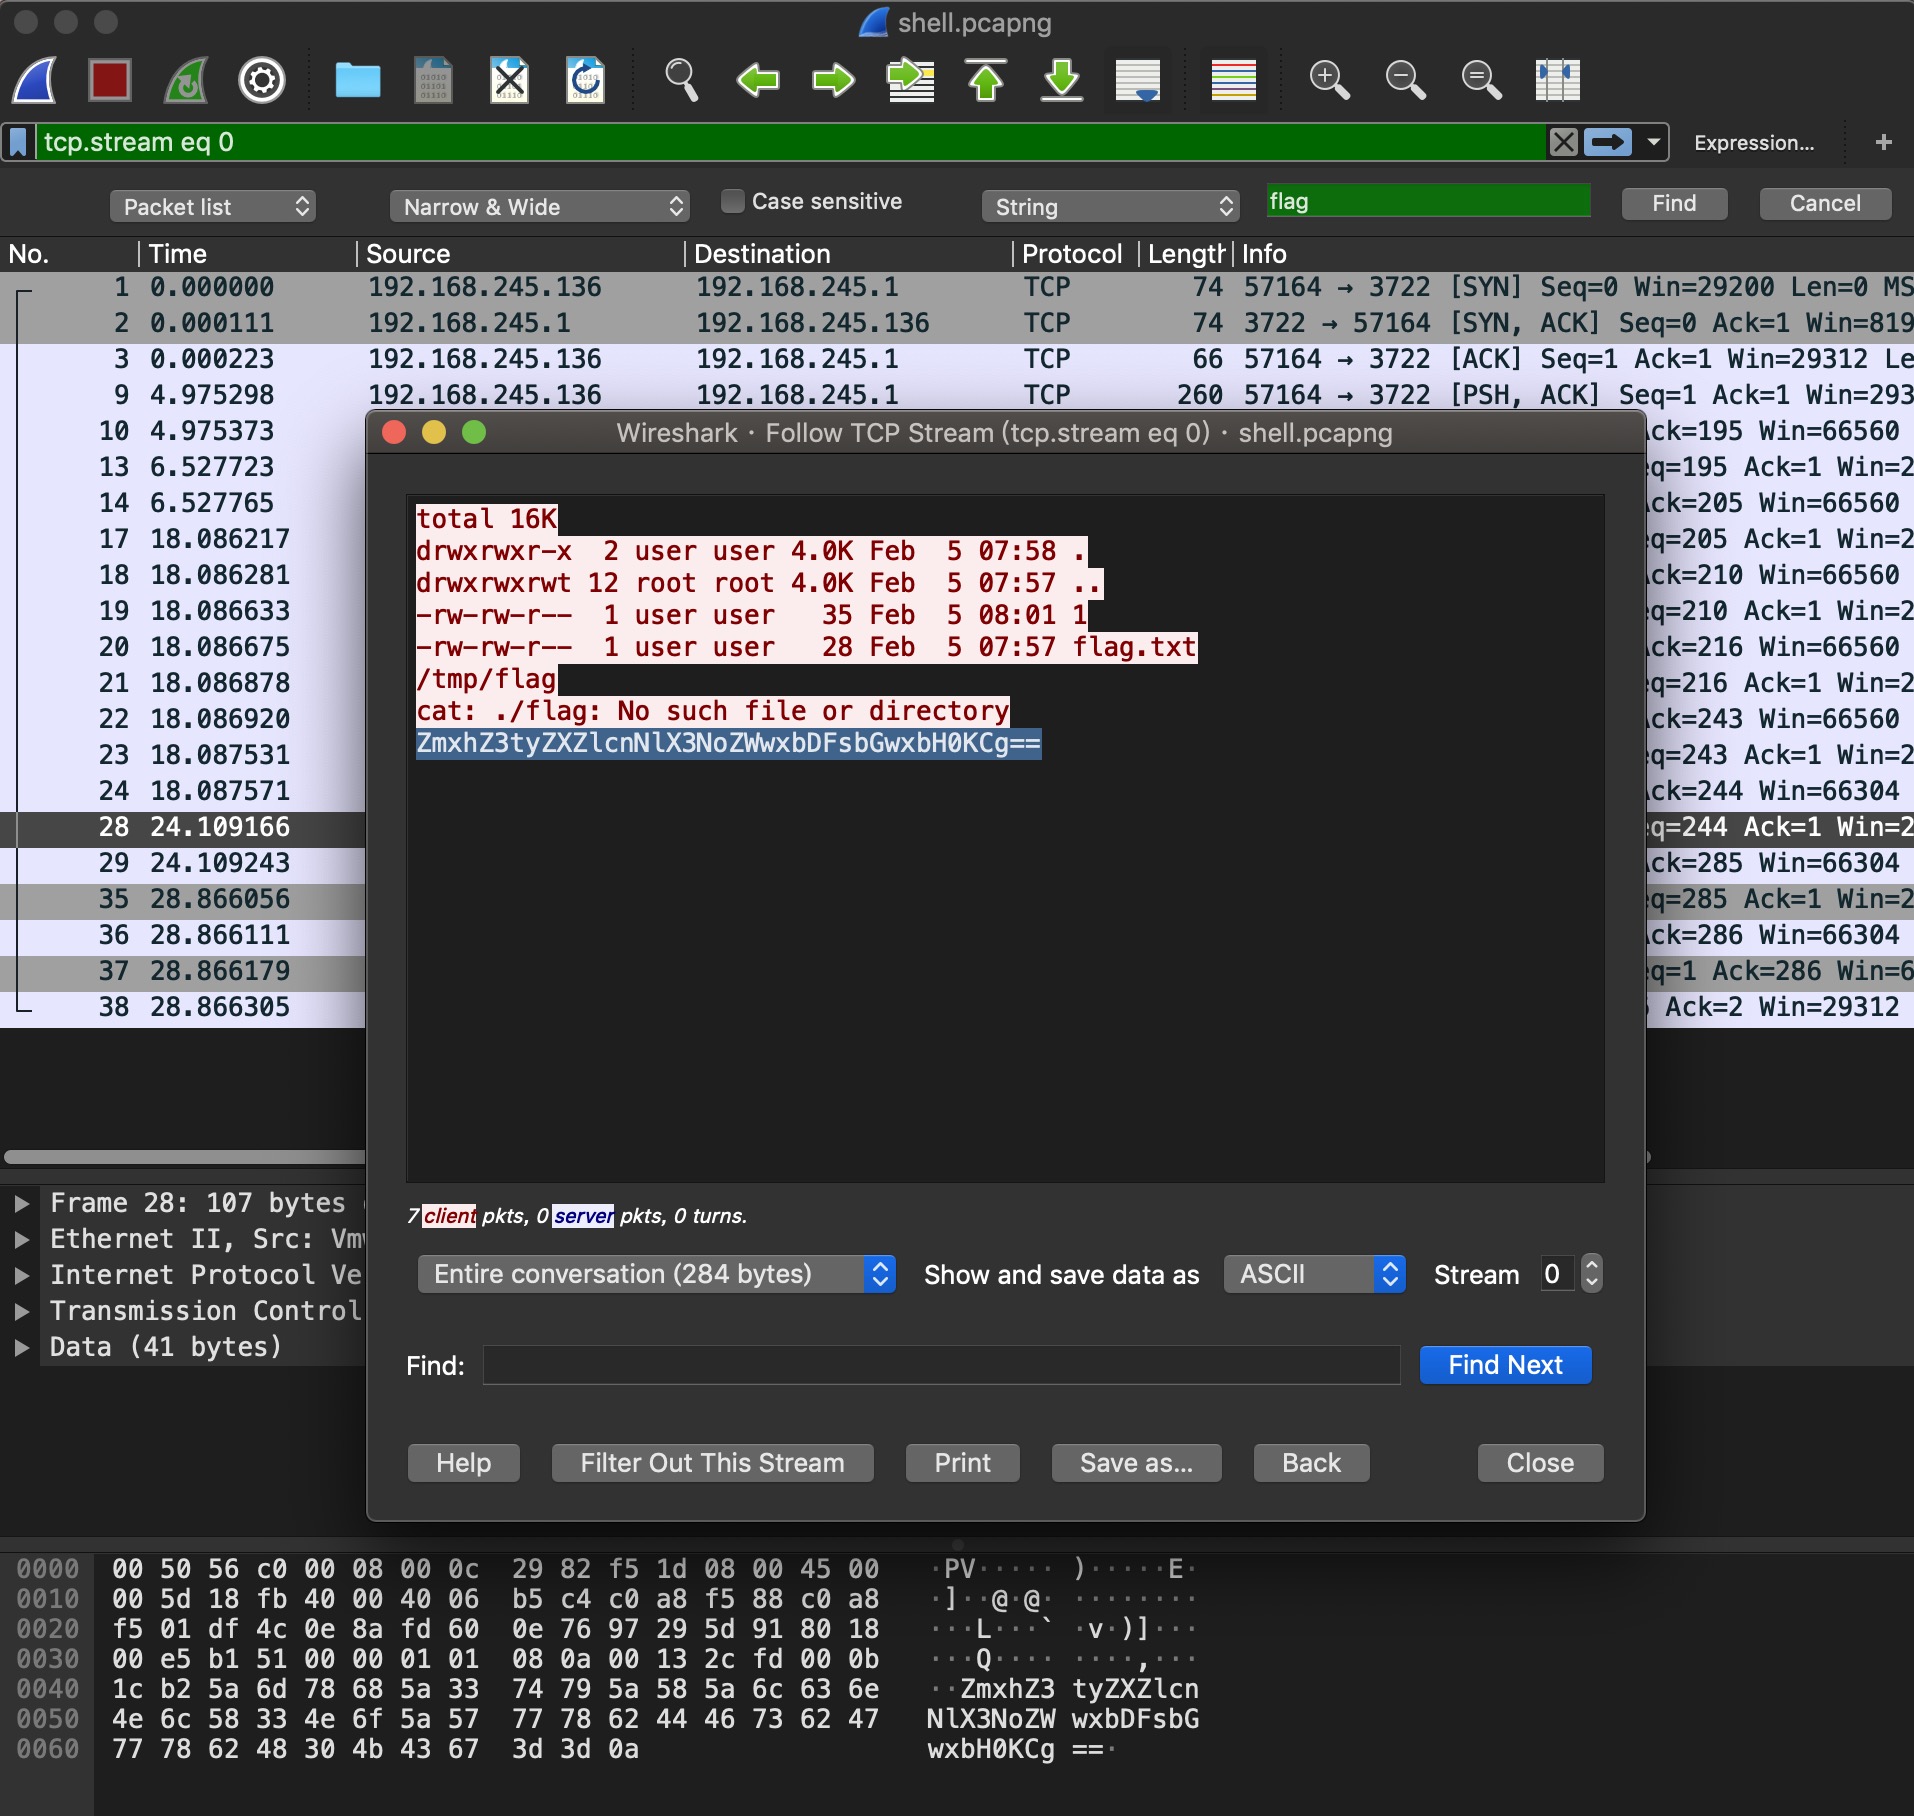 shell.pcapng
tcp.stream eq 0
Expression...
+
Packet list
Narrow & Wide
Case sensitive
String
flag
Find
Cancel
No. Time Source Destination Protocol Length Info
1 0.000000 192.168.245.136 192.168.245.1 TCP 74 57164 → 3722 [SYN] Seq=0 Win=29200 Len=0 MS
2 0.000111 192.168.245.1 192.168.245.136 TCP 74 3722 → 57164 [SYN, ACK] Seq=0 Ack=1 Win=819
3 0.000223 192.168.245.136 192.168.245.1 TCP 66 57164 → 3722 [ACK] Seq=1 Ack=1 Win=29312 Le
9 4.975298 192.168.245.136 192.168.245.1 TCP 260 57164 → 3722 [PSH, ACK] Seq=1 Ack=1 Win=293
10 4.975373 ck=195 Win=66560
13 6.527723 q=195 Ack=1 Win=2
14 6.527765 ck=205 Win=66560
17 18.086217 q=205 Ack=1 Win=2
18 18.086281 ck=210 Win=66560
19 18.086633 q=210 Ack=1 Win=2
20 18.086675 ck=216 Win=66560
21 18.086878 q=216 Ack=1 Win=2
22 18.086920 ck=243 Win=66560
23 18.087531 q=243 Ack=1 Win=2
24 18.087571 ck=244 Win=66304
28 24.109166 q=244 Ack=1 Win=2
29 24.109243 ck=285 Win=66304
35 28.866056 q=285 Ack=1 Win=2
36 28.866111 ck=286 Win=66304
37 28.866179 q=1 Ack=286 Win=6
38 28.866305 Ack=2 Win=29312
Wireshark · Follow TCP Stream (tcp.stream eq 0) · shell.pcapng
total 16K
drwxrwxr-x 2 user user 4.0K Feb 5 07:58 .
drwxrwxrwt 12 root root 4.0K Feb 5 07:57 ..
-rw-rw-r-- 1 user user 35 Feb 5 08:01 1
-rw-rw-r-- 1 user user 28 Feb 5 07:57 flag.txt
/tmp/flag
cat: ./flag: No such file or directory
ZmxhZ3tyZXZlcnNlX3NoZWwxbDFsbGwxbH0KCg==
7 client pkts, 0 server pkts, 0 turns.
Entire conversation (284 bytes)
Show and save data as
ASCII
Stream 0
Find:
Find Next
Help
Filter Out This Stream
Print
Save as...
Back
Close
Frame 28: 107 bytes
Ethernet II, Src: Vm
Internet Protocol Ve
Transmission Control
Data (41 bytes)
0000 00 50 56 c0 00 08 00 0c 29 82 f5 1d 08 00 45 00 ·PV····· )·····E·
0010 00 5d 18 fb 40 00 40 06 b5 c4 c0 a8 f5 88 c0 a8 ·]··@·@· ········
0020 f5 01 df 4c 0e 8a fd 60 0e 76 97 29 5d 91 80 18 ···L···` ·v·)]···
0030 00 e5 b1 51 00 00 01 01 08 0a 00 13 2c fd 00 0b ···Q···· ····,···
0040 1c b2 5a 6d 78 68 5a 33 74 79 5a 58 5a 6c 63 6e ··ZmxhZ3 tyZXZlcn
0050 4e 6c 58 33 4e 6f 5a 57 77 78 62 44 46 73 62 47 NlX3NoZW wxbDFsbG
0060 77 78 62 48 30 4b 43 67 3d 3d 0a wxbH0KCg ==·